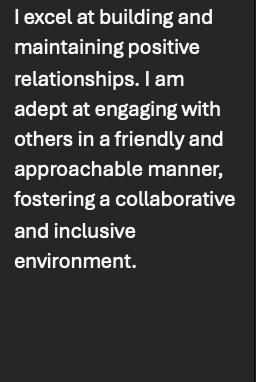 I excel at building and
maintaining positive
relationships. I am
adept at engaging with
others in a friendly and
approachable manner,
fostering a collaborative
and inclusive
environment.